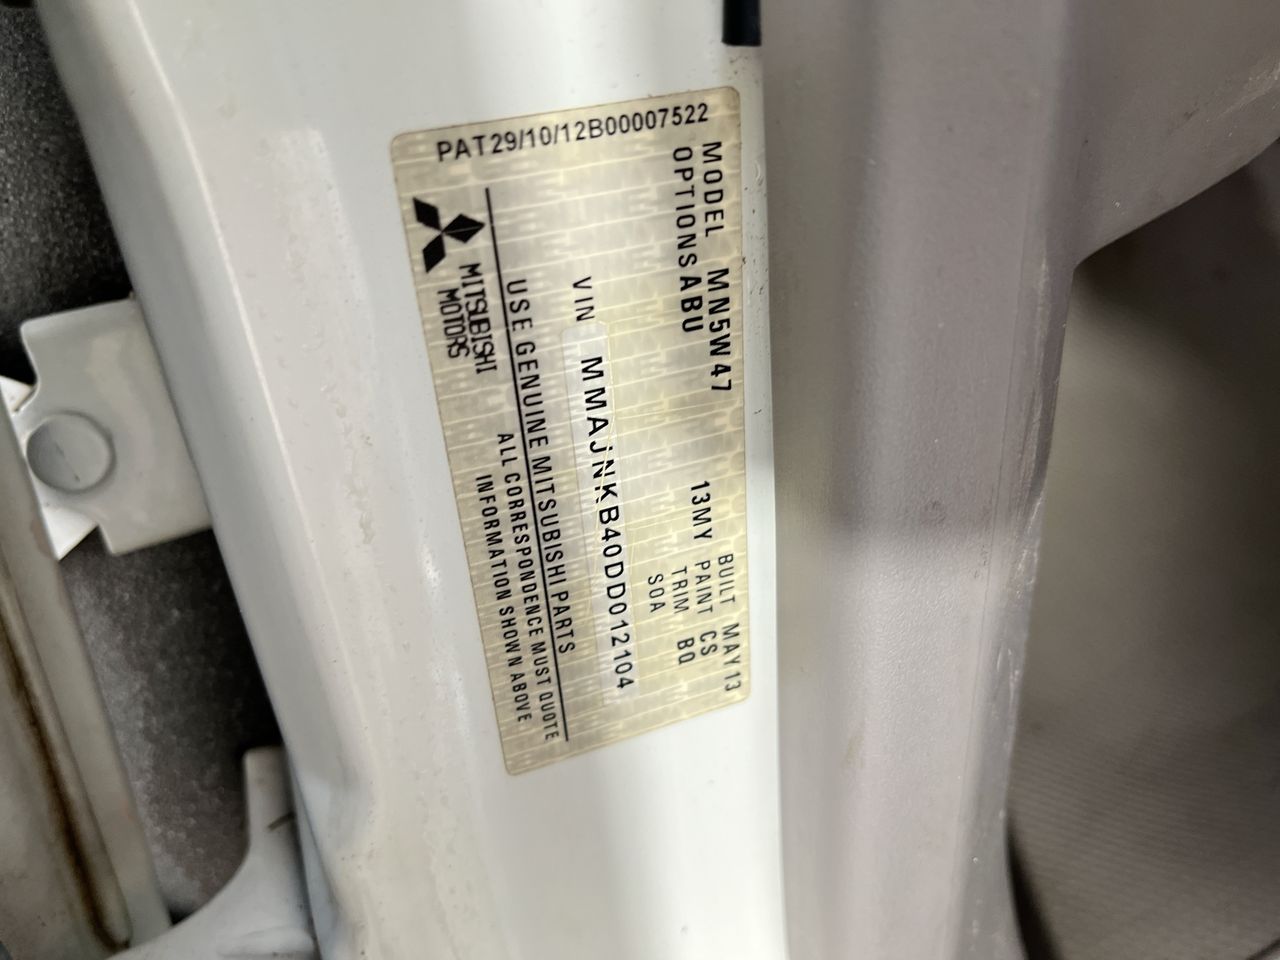 PAT29/10/12B00007522
MODEL MN5W47 BUILT MAY13
OPTIONS ABU 13MY PAINT CS
TRIM BQ
SOA
VIN MMAJNKB40DD012104
USE GENUINE MITSUBISHI PARTS
MITSUBISHI
MOTORS
ALL CORRESPONDENCE MUST QUOTE
INFORMATION SHOWN ABOVE